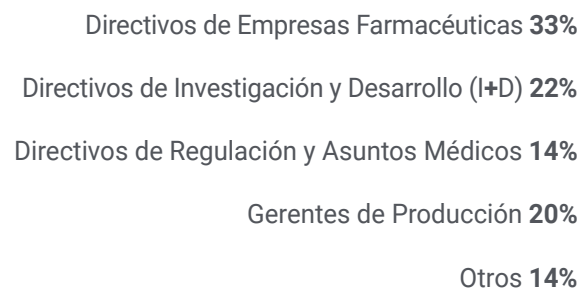 Directivos de Empresas Farmacéuticas 33%
Directivos de Investigación y Desarrollo (I+D) 22%
Directivos de Regulación y Asuntos Médicos 14%
Gerentes de Producción 20%
Otros 14%